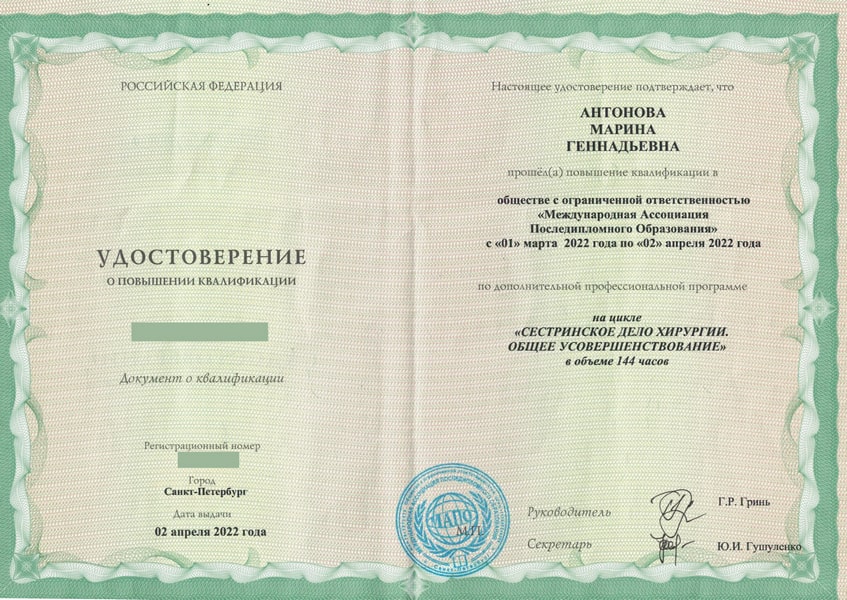 РОССИЙСКАЯ ФЕДЕРАЦИЯ
УДОСТОВЕРЕНИЕ
О ПОВЫШЕНИИ КВАЛИФИКАЦИИ
Документ о квалификации
Регистрационный номер
Город
Санкт-Петербург
Дата выдачи
02 апреля 2022 года
Настоящее удостоверение подтверждает, что
АНТОНОВА
МАРИНА
ГЕННАДЬЕВНА
прошёл(а) повышение квалификации в
обществе с ограниченной ответственностью
«Международная Ассоциация
Последипломного Образования»
с «01» марта 2022 года по «02» апреля 2022 года
по дополнительной профессиональной программе
на цикле
«СЕСТРИНСКОЕ ДЕЛО ХИРУРГИИ.
ОБЩЕЕ УСОВЕРШЕНСТВОВАНИЕ»
в объеме 144 часов
МАПО
М.П.
Руководитель
Г.Р. Гринь
Секретарь
Ю.И. Гушуленко